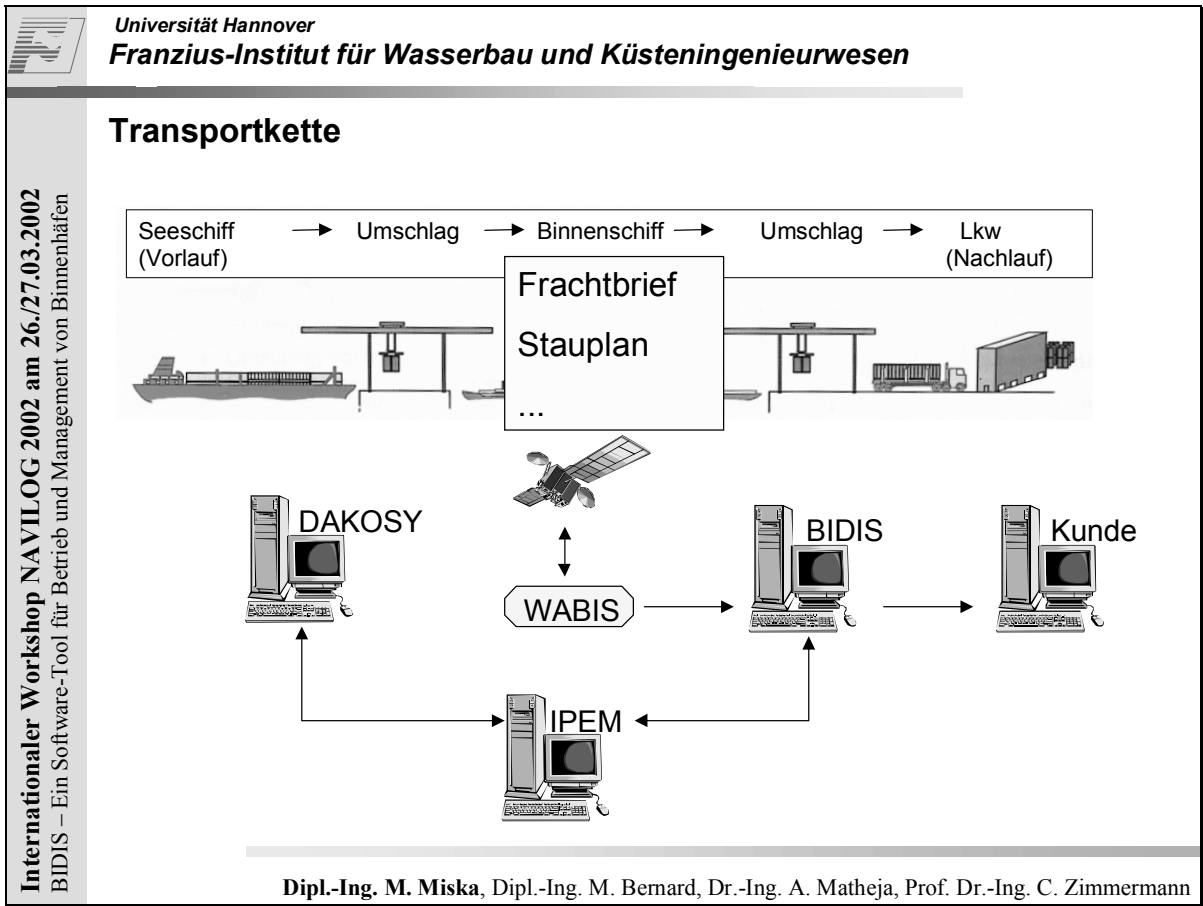 Universität Hannover
Franzius-Institut für Wasserbau und Küsteningenieurwesen
Internationaler Workshop NAVILOG 2002 am 26./27.03.2002
BIDIS – Ein Software-Tool für Betrieb und Management von Binnenhäfen
Transportkette
Seeschiff → Umschlag → Binnenschiff → Umschlag → Lkw
(Vorlauf) (Nachlauf)
Frachtbrief
Stauplan
...
DAKOSY BIDIS Kunde
WABIS
IPEM
Dipl.-Ing. M. Miska, Dipl.-Ing. M. Bernard, Dr.-Ing. A. Matheja, Prof. Dr.-Ing. C. Zimmermann